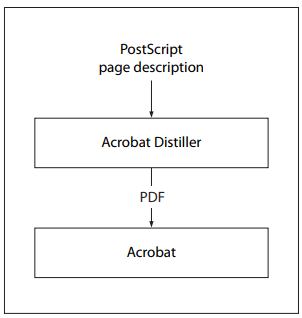 PostScript
page description
Acrobat Distiller
PDF
Acrobat